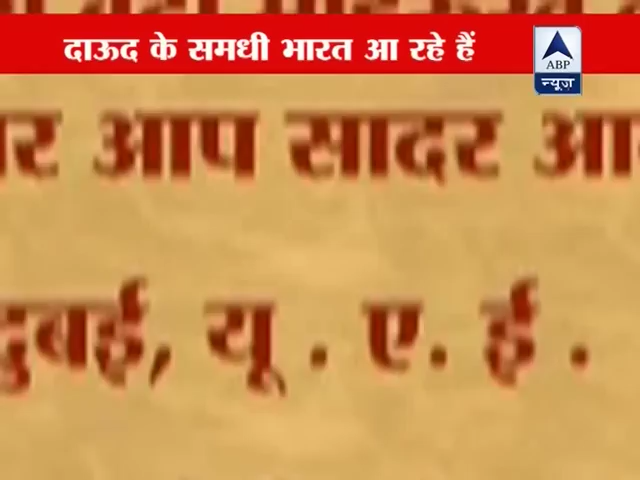 दाऊद के समधी भारत आ रहे हैं
ABP
न्यूज़
आप सादर
दुबई, यू . ए. ई .